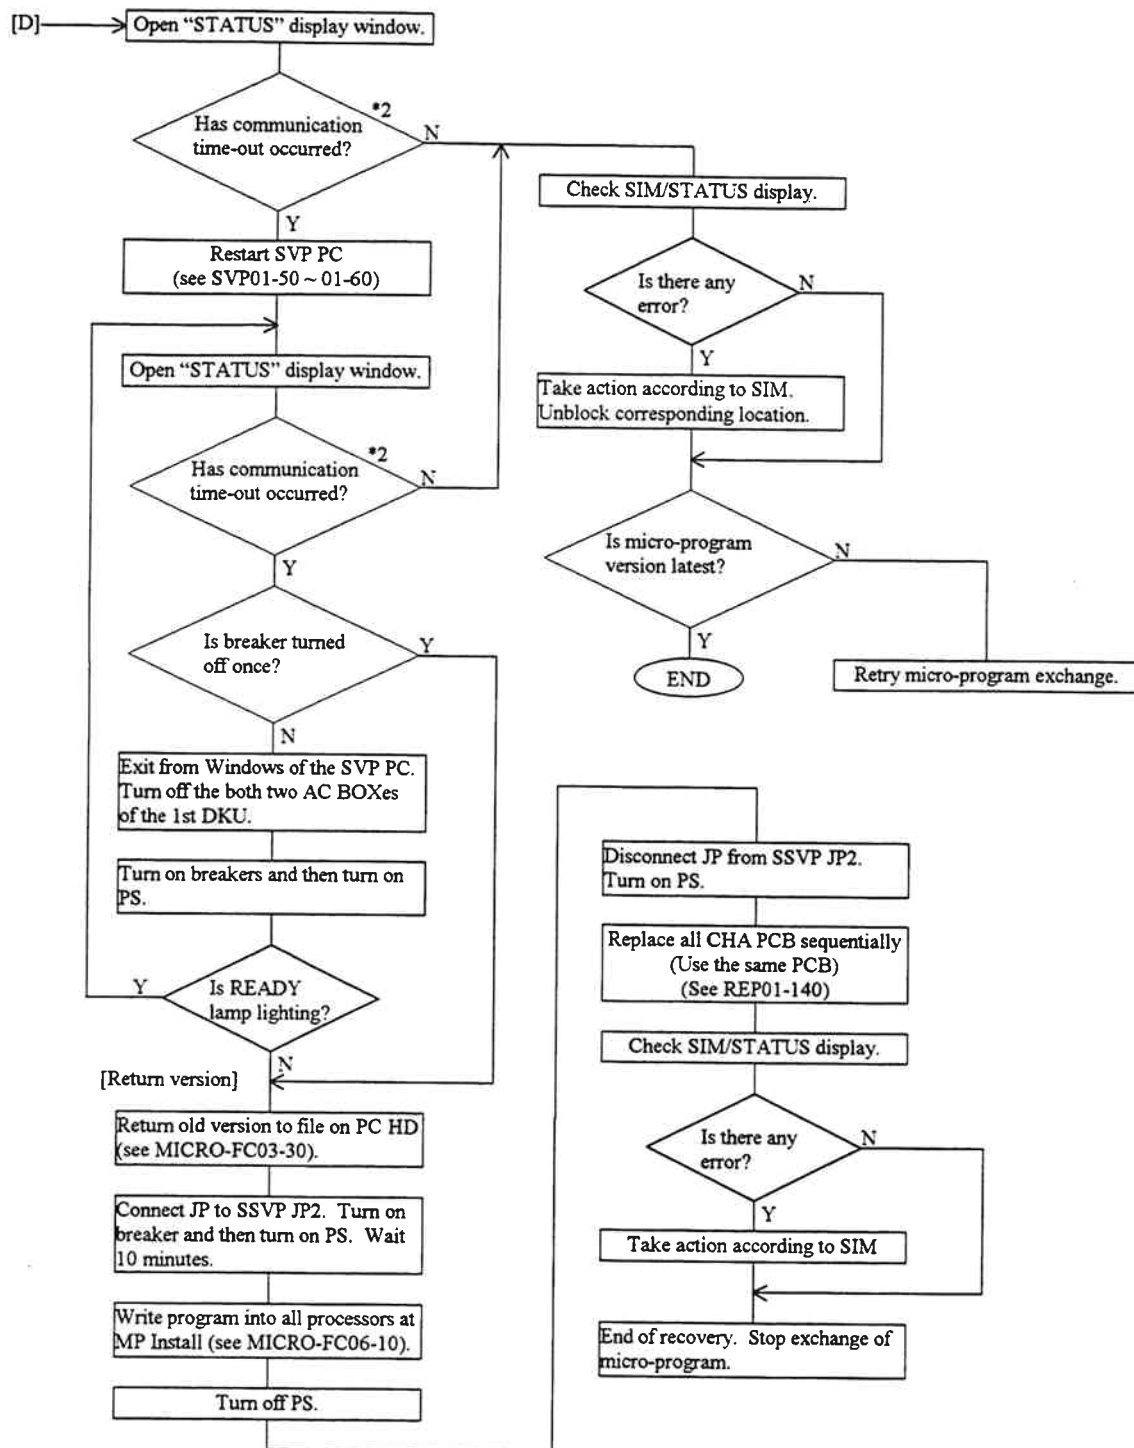 [D]
Open “STATUS” display window.
*2
Has communication
time-out occurred?
N
Y
Restart SVP PC
(see SVP01-50 ~ 01-60)
Open “STATUS” display window.
*2
Has communication
time-out occurred?
N
Y
Is breaker turned
off once?
Y
N
Exit from Windows of the SVP PC.
Turn off the both two AC BOXes
of the 1st DKU.
Turn on breakers and then turn on
PS.
Y
Is READY
lamp lighting?
N
[Return version]
Return old version to file on PC HD
(see MICRO-FC03-30).
Connect JP to SSVP JP2. Turn on
breaker and then turn on PS. Wait
10 minutes.
Write program into all processors at
MP Install (see MICRO-FC06-10).
Turn off PS.
Check SIM/STATUS display.
Is there any
error?
N
Y
Take action according to SIM.
Unblock corresponding location.
Is micro-program
version latest?
N
Y
END
Retry micro-program exchange.
Disconnect JP from SSVP JP2.
Turn on PS.
Replace all CHA PCB sequentially
(Use the same PCB)
(See REP01-140)
Check SIM/STATUS display.
Is there any
error?
N
Y
Take action according to SIM
End of recovery. Stop exchange of
micro-program.